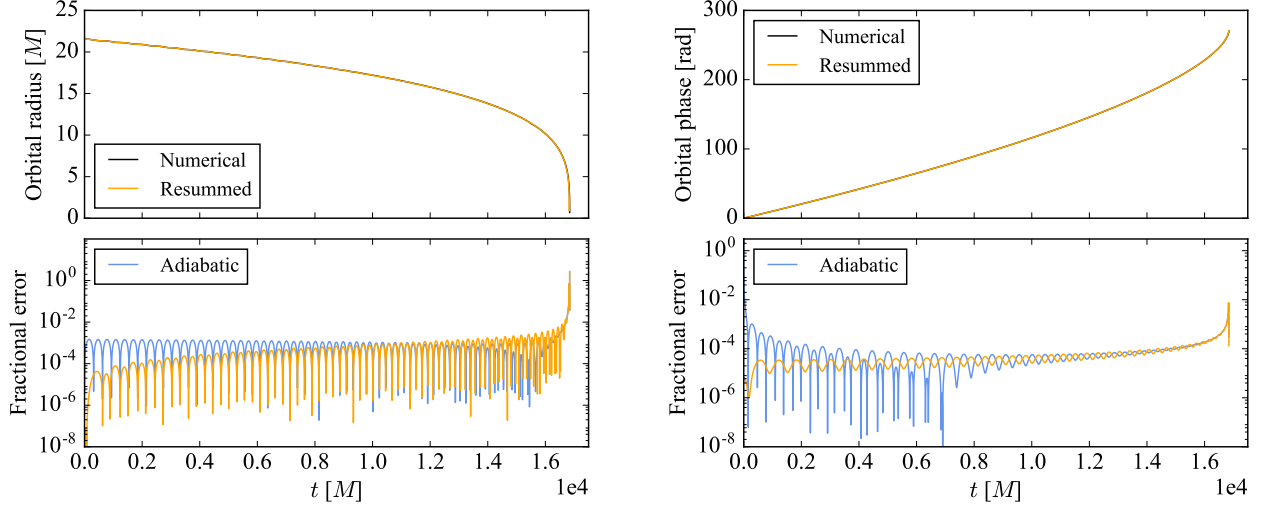 Orbital radius [M]
25
20
15
10
5
0
Numerical
Resummed
Orbital phase [rad]
300
200
100
0
Numerical
Resummed
Fractional error
10^0
10^-2
10^-4
10^-6
10^-8
Adiabatic
0.0 0.2 0.4 0.6 0.8 1.0 1.2 1.4 1.6
1e4
t [M]
Fractional error
10^0
10^-2
10^-4
10^-6
10^-8
Adiabatic
0.0 0.2 0.4 0.6 0.8 1.0 1.2 1.4 1.6
1e4
t [M]